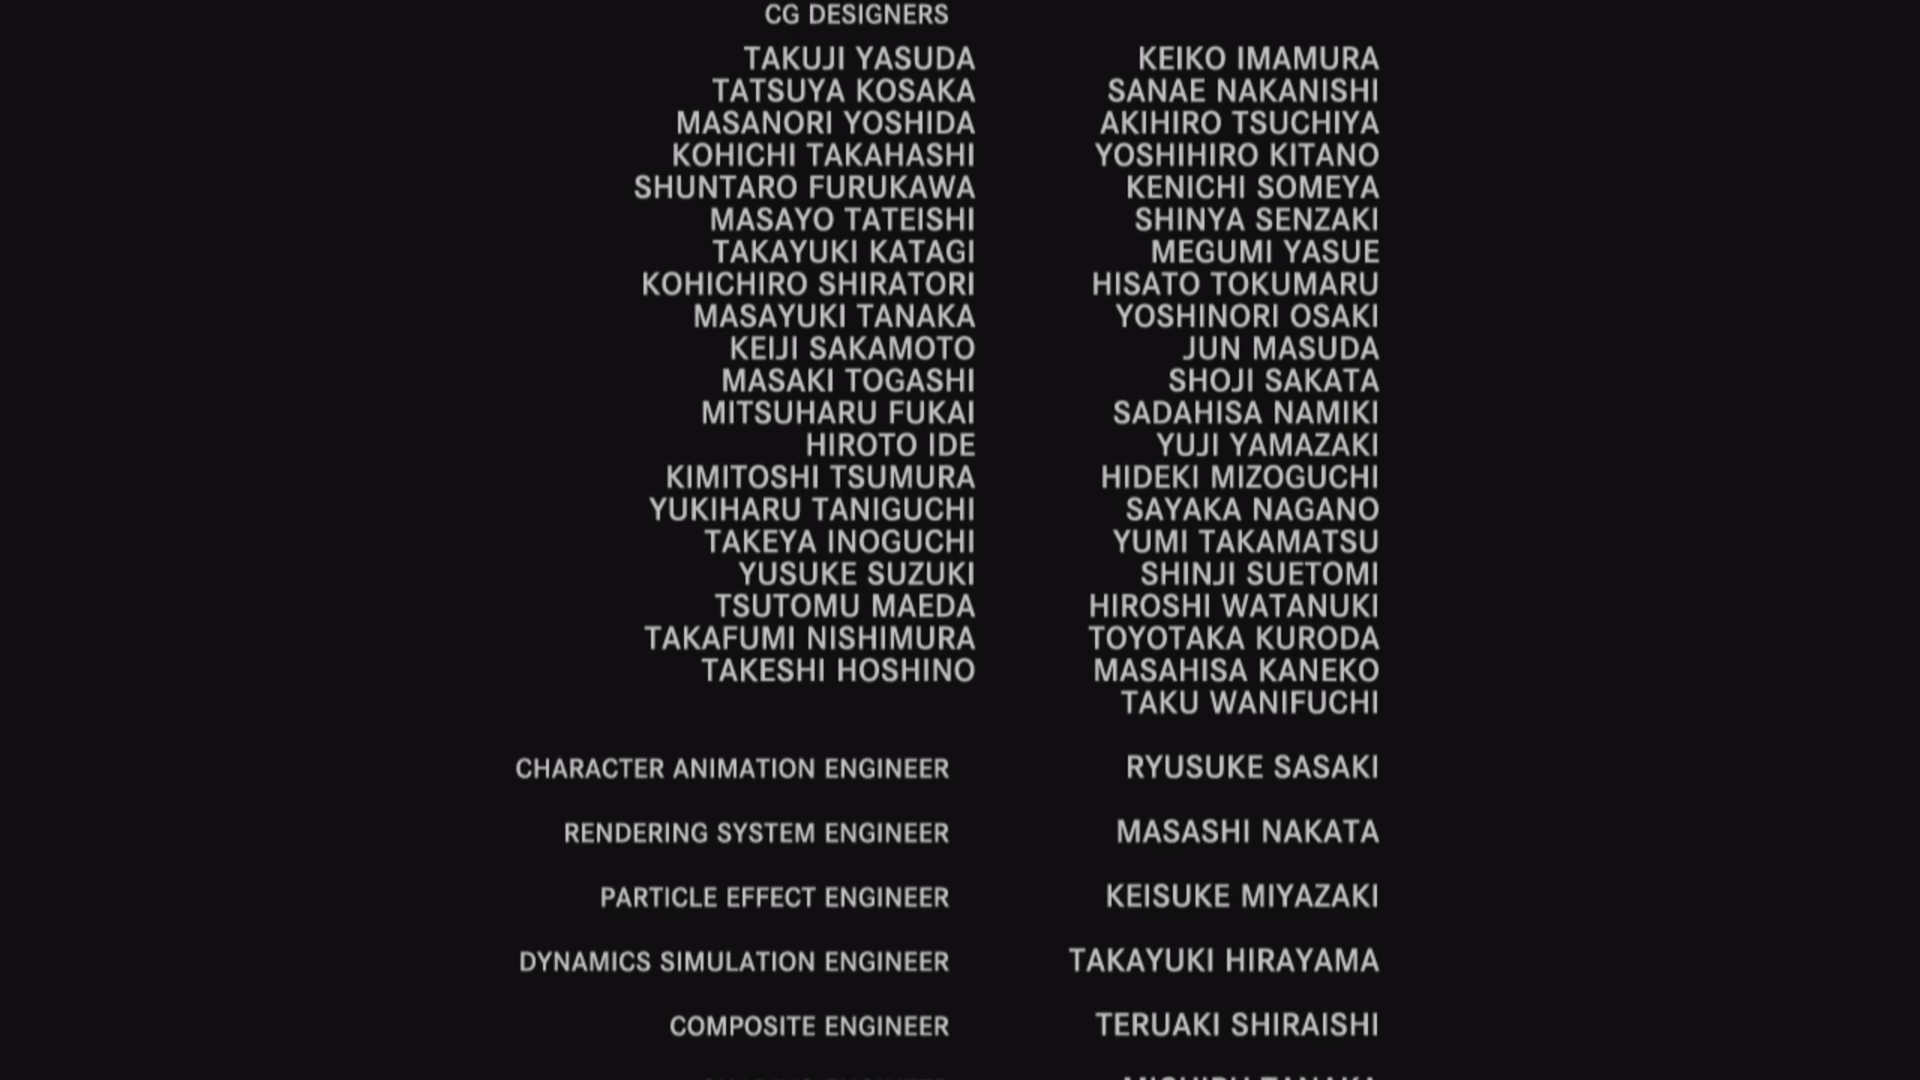 CG DESIGNERS
TAKUJI YASUDA KEIKO IMAMURA
TATSUYA KOSAKA SANAE NAKANISHI
MASANORI YOSHIDA AKIHIRO TSUCHIYA
KOHICHI TAKAHASHI YOSHIHIRO KITANO
SHUNTARO FURUKAWA KENICHI SOMEYA
MASAYO TATEISHI SHINYA SENZAKI
TAKAYUKI KATAGI MEGUMI YASUE
KOHICHIRO SHIRATORI HISATO TOKUMARU
MASAYUKI TANAKA YOSHINORI OSAKI
KEIJI SAKAMOTO JUN MASUDA
MASAKI TOGASHI SHOJI SAKATA
MITSUHARU FUKAI SADAHISA NAMIKI
HIROTO IDE YUJI YAMAZAKI
KIMITOSHI TSUMURA HIDEKI MIZOGUCHI
YUKIHARU TANIGUCHI SAYAKA NAGANO
TAKEYA INOGUCHI YUMI TAKAMATSU
YUSUKE SUZUKI SHINJI SUETOMI
TSUTOMU MAEDA HIROSHI WATANUKI
TAKAFUMI NISHIMURA TOYOTAKA KURODA
TAKESHI HOSHINO MASAHISA KANEKO
TAKU WANIFUCHI
CHARACTER ANIMATION ENGINEER RYUSUKE SASAKI
RENDERING SYSTEM ENGINEER MASASHI NAKATA
PARTICLE EFFECT ENGINEER KEISUKE MIYAZAKI
DYNAMICS SIMULATION ENGINEER TAKAYUKI HIRAYAMA
COMPOSITE ENGINEER TERUAKI SHIRAISHI